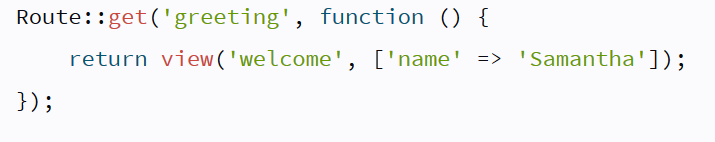 Route::get('greeting', function () {
    return view('welcome', ['name' => 'Samantha']);
});